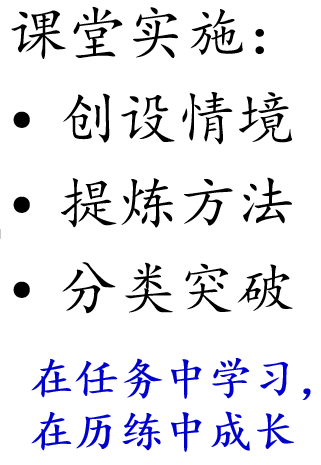 课堂实施：
• 创设情境
• 提炼方法
• 分类突破
在任务中学习，
在历练中成长